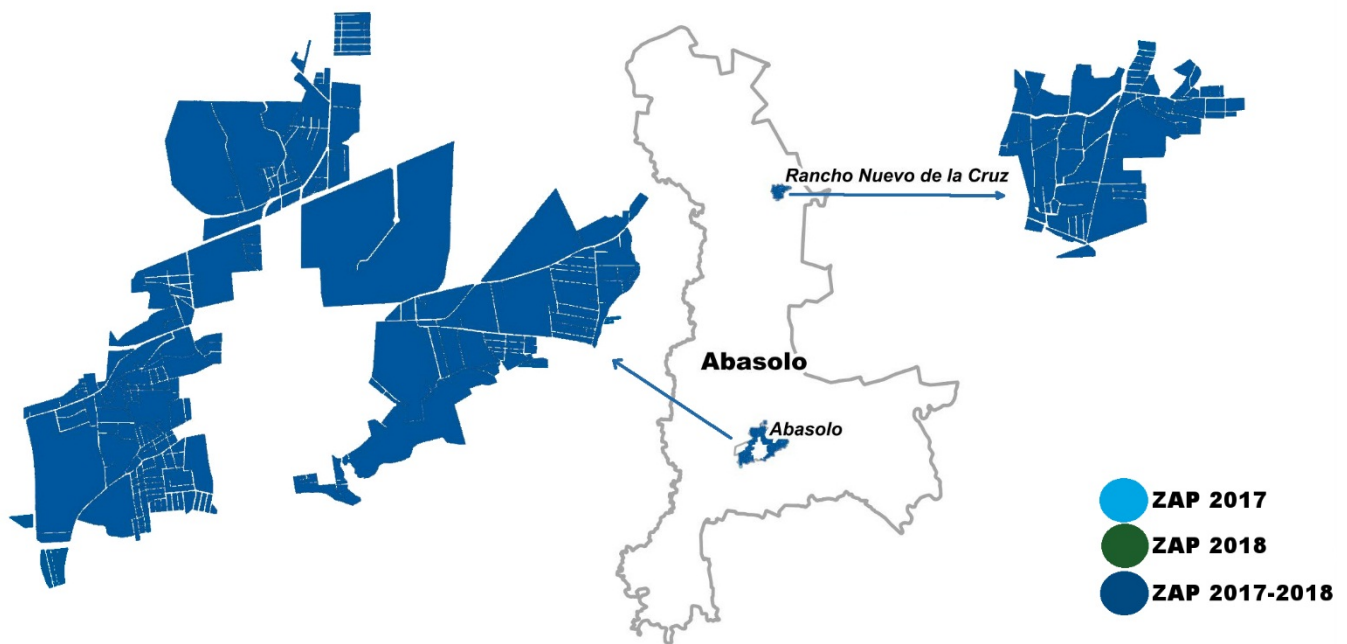 Rancho Nuevo de la Cruz
Abasolo
Abasolo
ZAP 2017
ZAP 2018
ZAP 2017-2018